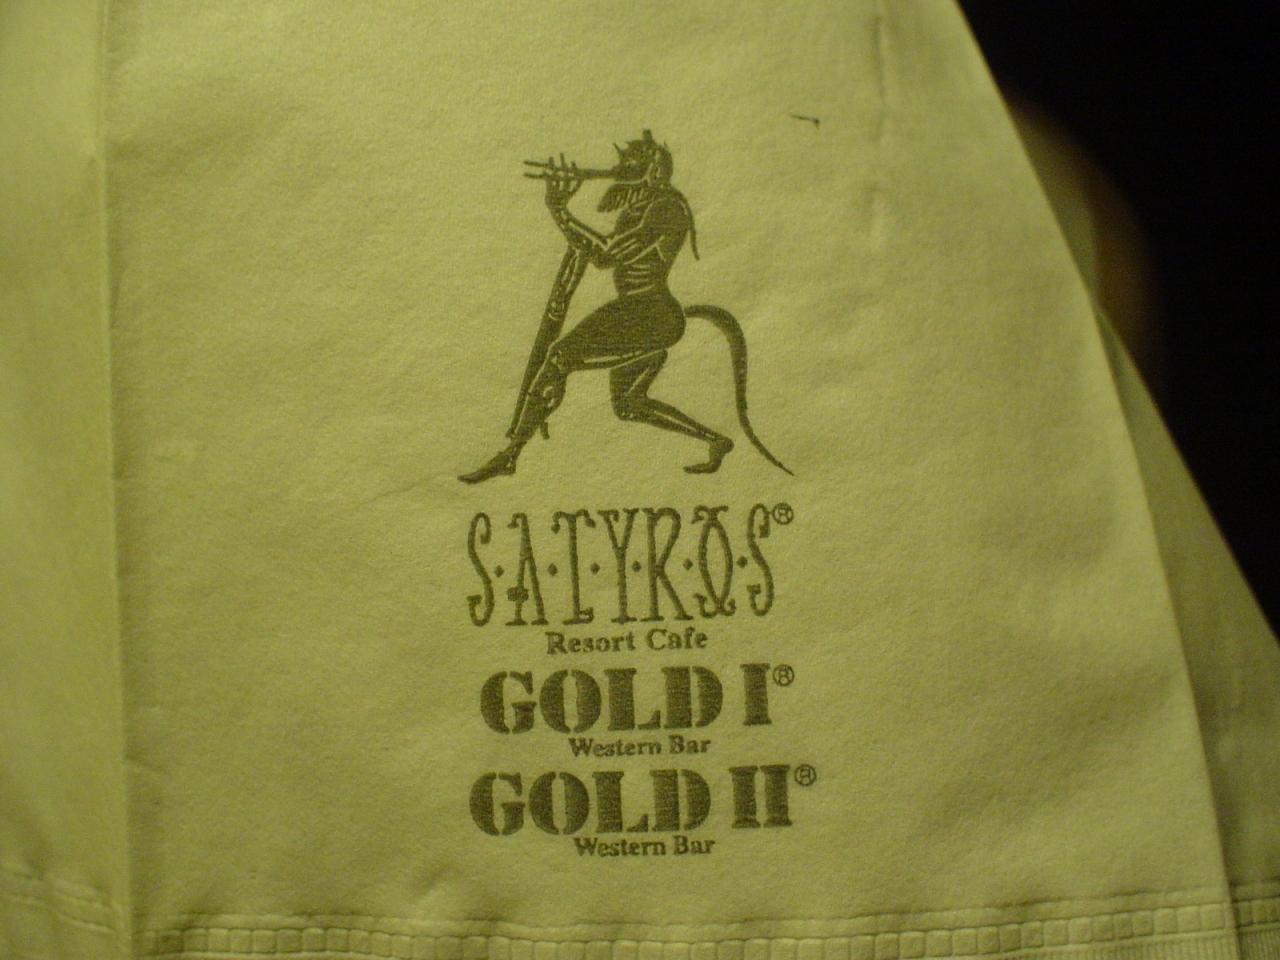 S·A·T·Y·R·O·S®
Resort Cafe
GOLD I®
Western Bar
GOLD II®
Western Bar